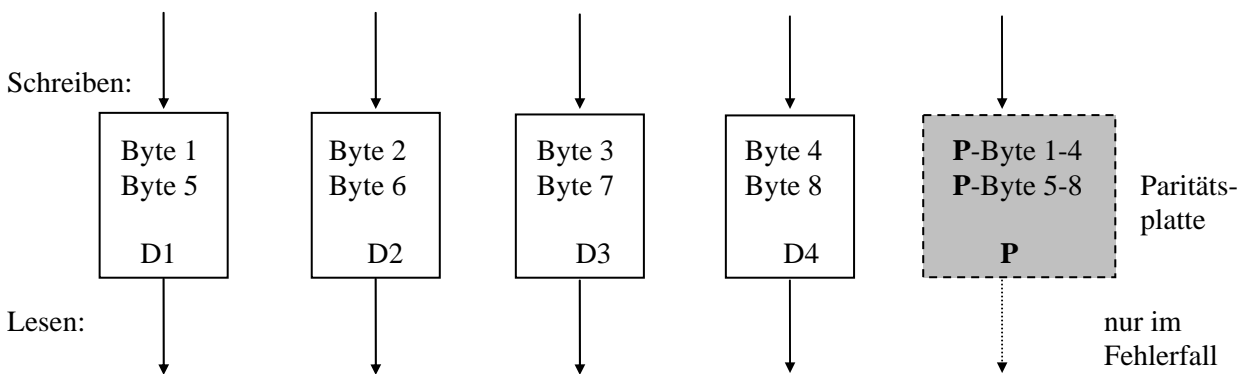 Schreiben:
Byte 1 Byte 2 Byte 3 Byte 4 P-Byte 1-4
Byte 5 Byte 6 Byte 7 Byte 8 P-Byte 5-8
Paritäts-
platte
D1 D2 D3 D4 P
Lesen:
nur im
Fehlerfall